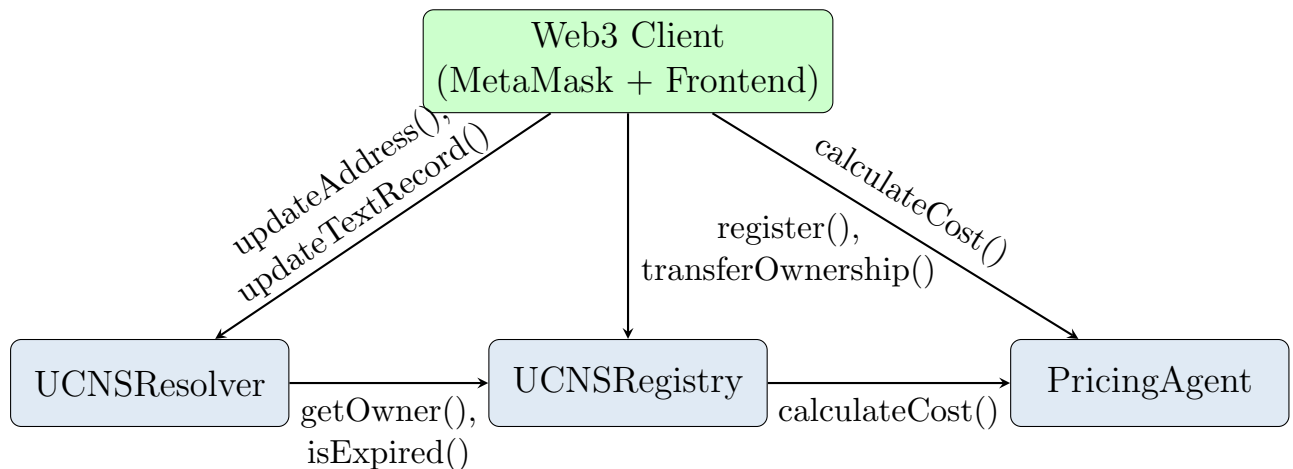 Web3 Client
(MetaMask + Frontend)
updateAddress(),
updateTextRecord()
register(),
transferOwnership()
calculateCost()
UCNSResolver
getOwner(),
isExpired()
UCNSRegistry
calculateCost()
PricingAgent